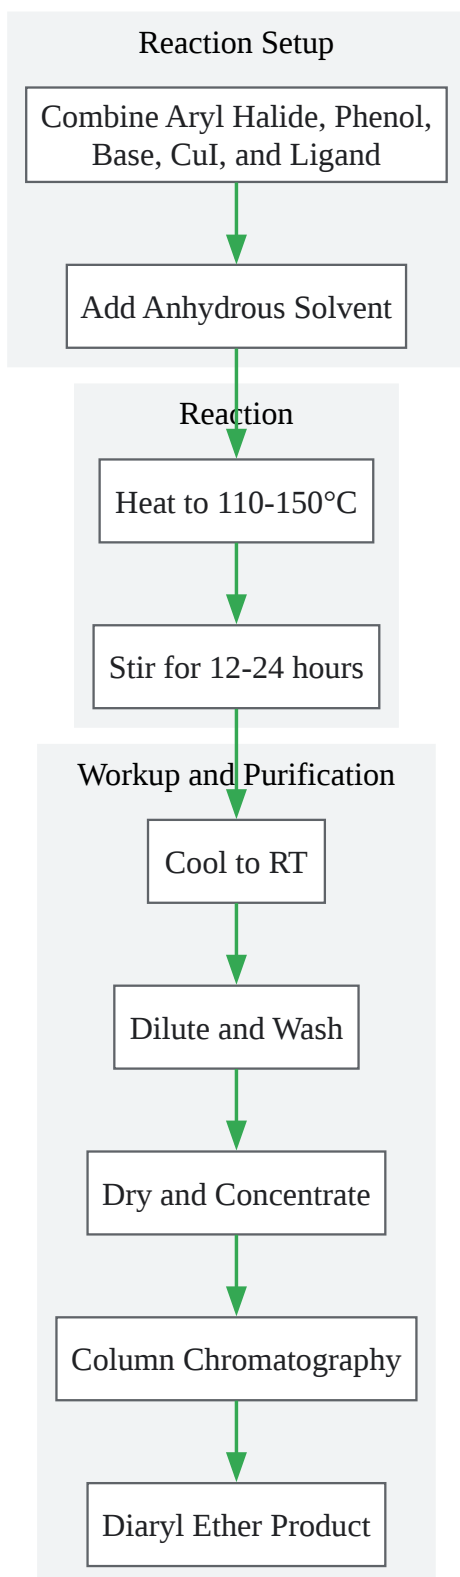 Reaction Setup
Combine Aryl Halide, Phenol,
Base, CuI, and Ligand
Add Anhydrous Solvent
Reaction
Heat to 110-150°C
Stir for 12-24 hours
Workup and Purification
Cool to RT
Dilute and Wash
Dry and Concentrate
Column Chromatography
Diaryl Ether Product